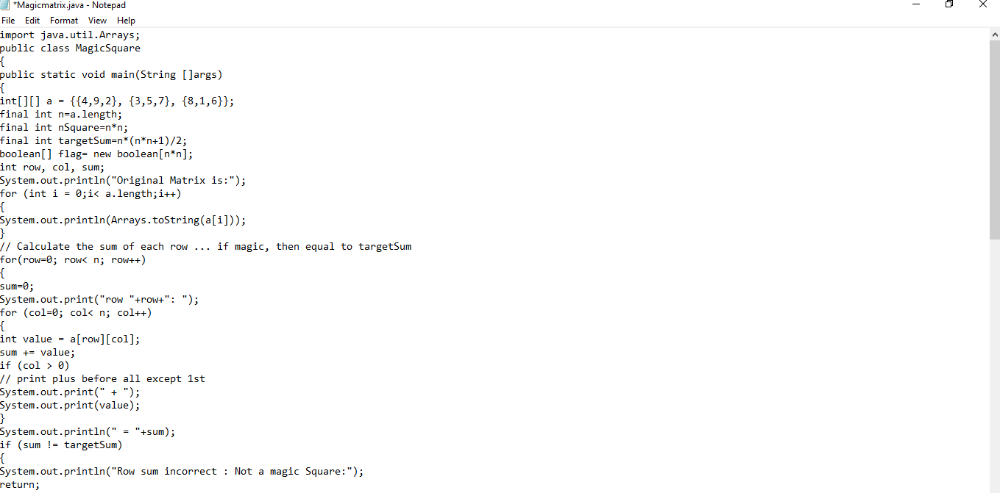 *Magicmatrix.java - Notepad
File Edit Format View Help
import java.util.Arrays;
public class MagicSquare
{
public static void main(String []args)
{
int[][] a = {{4,9,2}, {3,5,7}, {8,1,6}};
final int n=a.length;
final int nSquare=n*n;
final int targetSum=n*(n*n+1)/2;
boolean[] flag= new boolean[n*n];
int row, col, sum;
System.out.println("Original Matrix is:");
for (int i = 0;i< a.length;i++)
{
System.out.println(Arrays.toString(a[i]));
}
// Calculate the sum of each row ... if magic, then equal to targetSum
for(row=0; row< n; row++)
{
sum=0;
System.out.print("row "+row+": ");
for (col=0; col< n; col++)
{
int value = a[row][col];
sum += value;
if (col > 0)
// print plus before all except 1st
System.out.print(" + ");
System.out.print(value);
}
System.out.println(" = "+sum);
if (sum != targetSum)
{
System.out.println("Row sum incorrect : Not a magic Square:");
return;